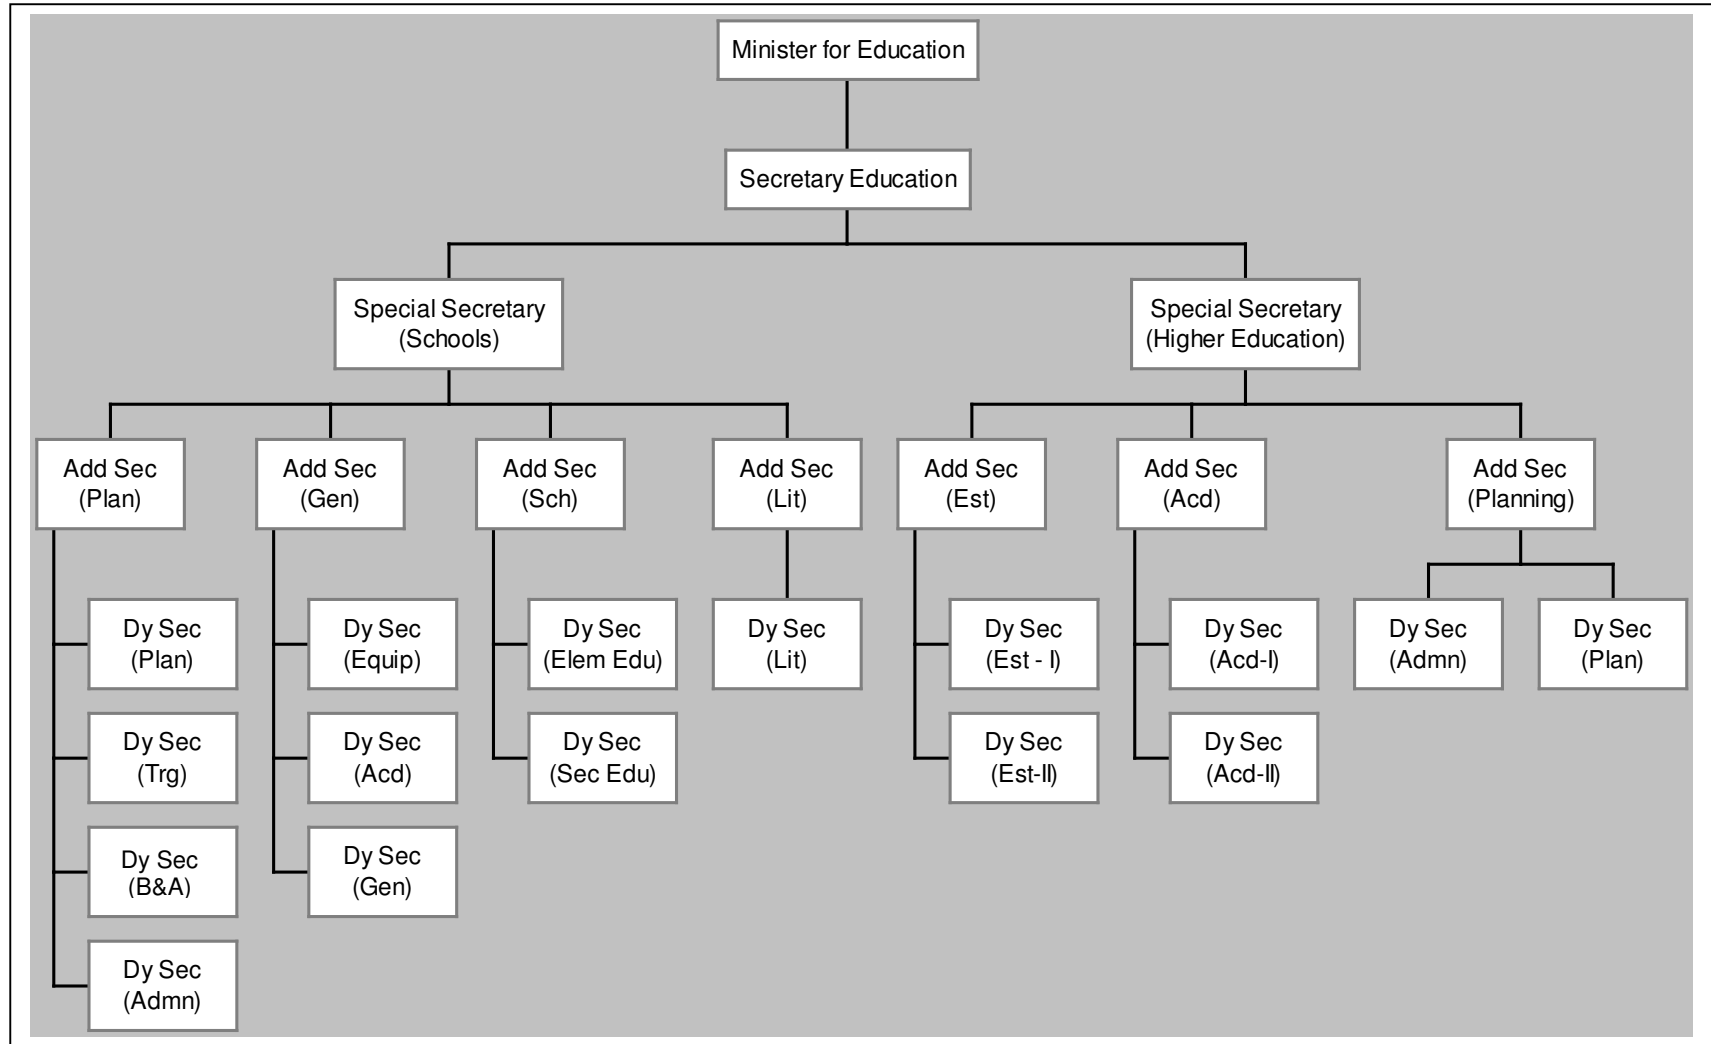 Minister for Education
Secretary Education
Special Secretary
(Schools)
Special Secretary
(Higher Education)
Add Sec
(Plan)
Add Sec
(Gen)
Add Sec
(Sch)
Add Sec
(Lit)
Add Sec
(Est)
Add Sec
(Acd)
Add Sec
(Planning)
Dy Sec
(Plan)
Dy Sec
(Equip)
Dy Sec
(Elem Edu)
Dy Sec
(Lit)
Dy Sec
(Est - I)
Dy Sec
(Acd-I)
Dy Sec
(Admn)
Dy Sec
(Plan)
Dy Sec
(Trg)
Dy Sec
(Acd)
Dy Sec
(Sec Edu)
Dy Sec
(Est-II)
Dy Sec
(Acd-II)
Dy Sec
(B&A)
Dy Sec
(Gen)
Dy Sec
(Admn)